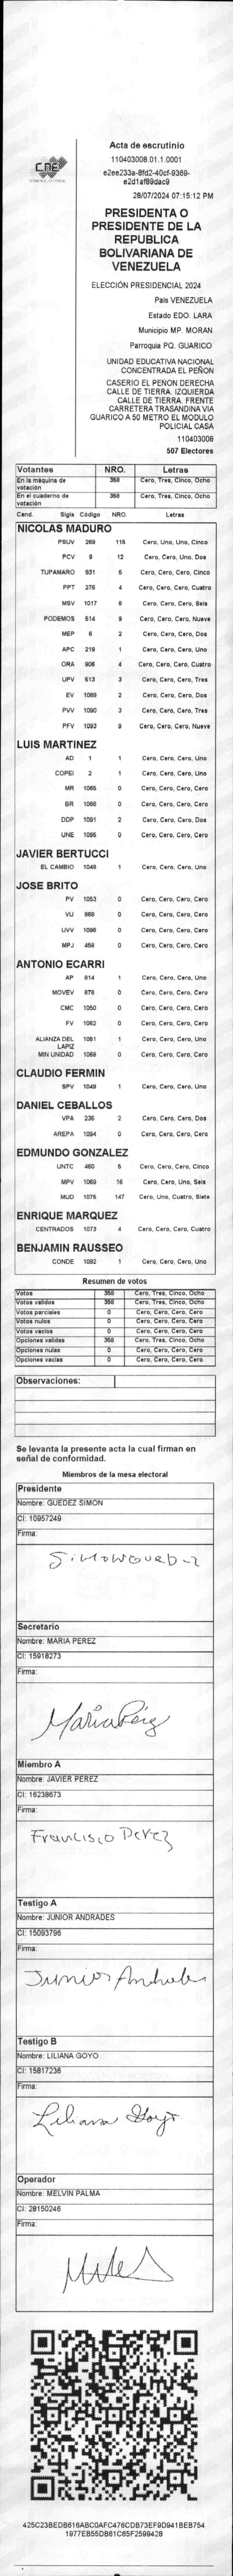 CNE
Acta de escrutinio
110403008.01.1.0001
e2ee233a-8fd2-40cf-9369-
e2d1af89dac9
28/07/2024 07:15:12 PM
PRESIDENTA O
PRESIDENTE DE LA
REPUBLICA
BOLIVARIANA DE
VENEZUELA
ELECCIÓN PRESIDENCIAL 2024
País VENEZUELA
Estado EDO. LARA
Municipio MP. MORAN
Parroquia PQ. GUARICO
UNIDAD EDUCATIVA NACIONAL
CONCENTRADA EL PEÑON
CASERIO EL PEÑON DERECHA
CALLE DE TIERRA. IZQUIERDA
CALLE DE TIERRA. FRENTE
CARRETERA TRASANDINA VIA
GUARICO A 50 METRO EL MODULO
POLICIAL CASA
110403008
507 Electores
Votantes NRO. Letras
En la máquina de votación 358 Cero, Tres, Cinco, Ocho
En el cuaderno de votación 358 Cero, Tres, Cinco, Ocho
Cand. Sigla Código NRO. Letras
NICOLAS MADURO
PSUV 269 115 Cero, Uno, Uno, Cinco
PCV 9 12 Cero, Cero, Uno, Dos
TUPAMARO 931 5 Cero, Cero, Cero, Cinco
PPT 276 4 Cero, Cero, Cero, Cuatro
MSV 1017 6 Cero, Cero, Cero, Seis
PODEMOS 514 9 Cero, Cero, Cero, Nueve
MEP 6 2 Cero, Cero, Cero, Dos
APC 219 1 Cero, Cero, Cero, Uno
ORA 906 4 Cero, Cero, Cero, Cuatro
UPV 513 3 Cero, Cero, Cero, Tres
EV 1089 2 Cero, Cero, Cero, Dos
PVV 1090 3 Cero, Cero, Cero, Tres
PFV 1093 9 Cero, Cero, Cero, Nueve
LUIS MARTINEZ
AD 1 1 Cero, Cero, Cero, Uno
COPEI 2 1 Cero, Cero, Cero, Uno
MR 1065 0 Cero, Cero, Cero, Cero
BR 1056 0 Cero, Cero, Cero, Cero
DDP 1091 2 Cero, Cero, Cero, Dos
UNE 1095 0 Cero, Cero, Cero, Cero
JAVIER BERTUCCI
EL CAMBIO 1048 1 Cero, Cero, Cero, Uno
JOSE BRITO
PV 1053 0 Cero, Cero, Cero, Cero
VU 869 0 Cero, Cero, Cero, Cero
UVV 1096 0 Cero, Cero, Cero, Cero
MPJ 458 0 Cero, Cero, Cero, Cero
ANTONIO ECARRI
AP 914 1 Cero, Cero, Cero, Uno
MOVEV 979 0 Cero, Cero, Cero, Cero
CMC 1050 0 Cero, Cero, Cero, Cero
FV 1062 0 Cero, Cero, Cero, Cero
ALIANZA DEL LAPIZ 1051 1 Cero, Cero, Cero, Uno
MIN UNIDAD 1068 0 Cero, Cero, Cero, Cero
CLAUDIO FERMIN
SPV 1049 1 Cero, Cero, Cero, Uno
DANIEL CEBALLOS
VPA 236 2 Cero, Cero, Cero, Dos
AREPA 1094 0 Cero, Cero, Cero, Cero
EDMUNDO GONZALEZ
UNTC 460 5 Cero, Cero, Cero, Cinco
MPV 1069 16 Cero, Cero, Uno, Seis
MUD 1075 147 Cero, Uno, Cuatro, Siete
ENRIQUE MARQUEZ
CENTRADOS 1073 4 Cero, Cero, Cero, Cuatro
BENJAMIN RAUSSEO
CONDE 1092 1 Cero, Cero, Cero, Uno
Resumen de votos
Votos 358 Cero, Tres, Cinco, Ocho
Votos validos 358 Cero, Tres, Cinco, Ocho
Votos parciales 0 Cero, Cero, Cero, Cero
Votos nulos 0 Cero, Cero, Cero, Cero
Votos vacíos 0 Cero, Cero, Cero, Cero
Opciones validas 358 Cero, Tres, Cinco, Ocho
Opciones nulas 0 Cero, Cero, Cero, Cero
Opciones vacías 0 Cero, Cero, Cero, Cero
Observaciones:
Se levanta la presente acta la cual firman en
señal de conformidad.
Miembros de la mesa electoral
Presidente
Nombre: GUEDEZ SIMON
CI: 10957249
Firma:
Secretario
Nombre: MARIA PEREZ
CI: 15918273
Firma:
Maria Pérez
Miembro A
Nombre: JAVIER PEREZ
CI: 16238673
Firma:
Francisco Perez
Testigo A
Nombre: JUNIOR ANDRADES
CI: 15093796
Firma:
Junior Andrades
Testigo B
Nombre: LILIANA GOYO
CI: 15817236
Firma:
Liliana Goyo
Operador
Nombre: MELVIN PALMA
CI: 28150246
Firma:
425C23BEDB616ABC0AFC476CDB73EF9D941BEB754
1977EB55DB61C65F2599428